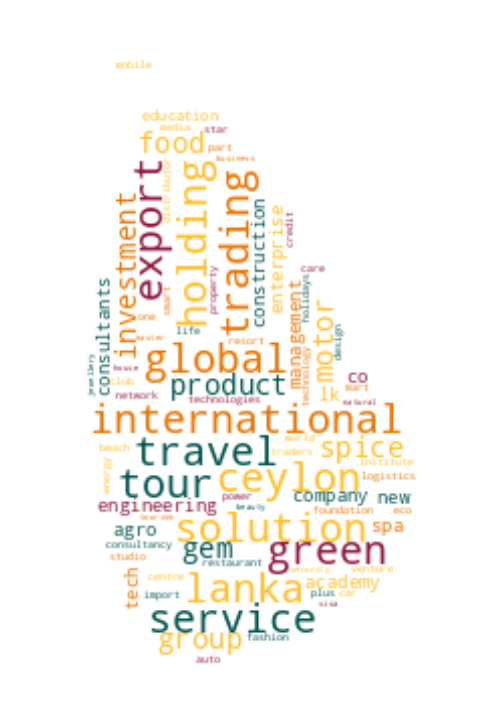 mobile
education
media
star
food
part
business
export
holding
trading
distributor
investment
construction
enterprise
credit
consultants
smart
property
care
holidays
management
motor
one
life
design
master
resort
global
technology
jewellery
house
club
product
co
mart
lk
network
technologies
natural
international
world
travel
spice
beach
traders
institute
energy
tour
ceylon
logistics
power
company
new
engineering
beauty
foundation
eco
tourism
solution
spa
agro
consultancy
gem
green
studio
restaurant
security
venture
tech
centre
lanka
academy
import
plus
car
visa
service
group
fashion
auto